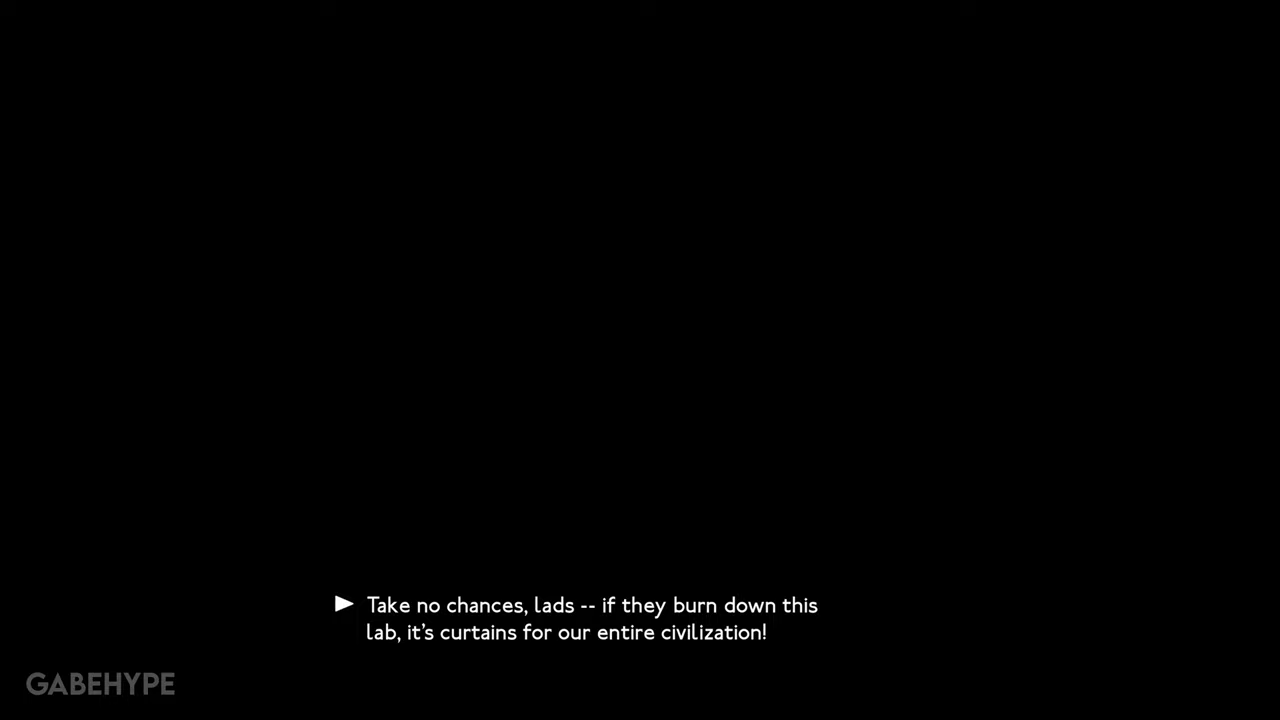 Take no chances, lads -- if they burn down this
lab, it's curtains for our entire civilization!
GABEHYPE